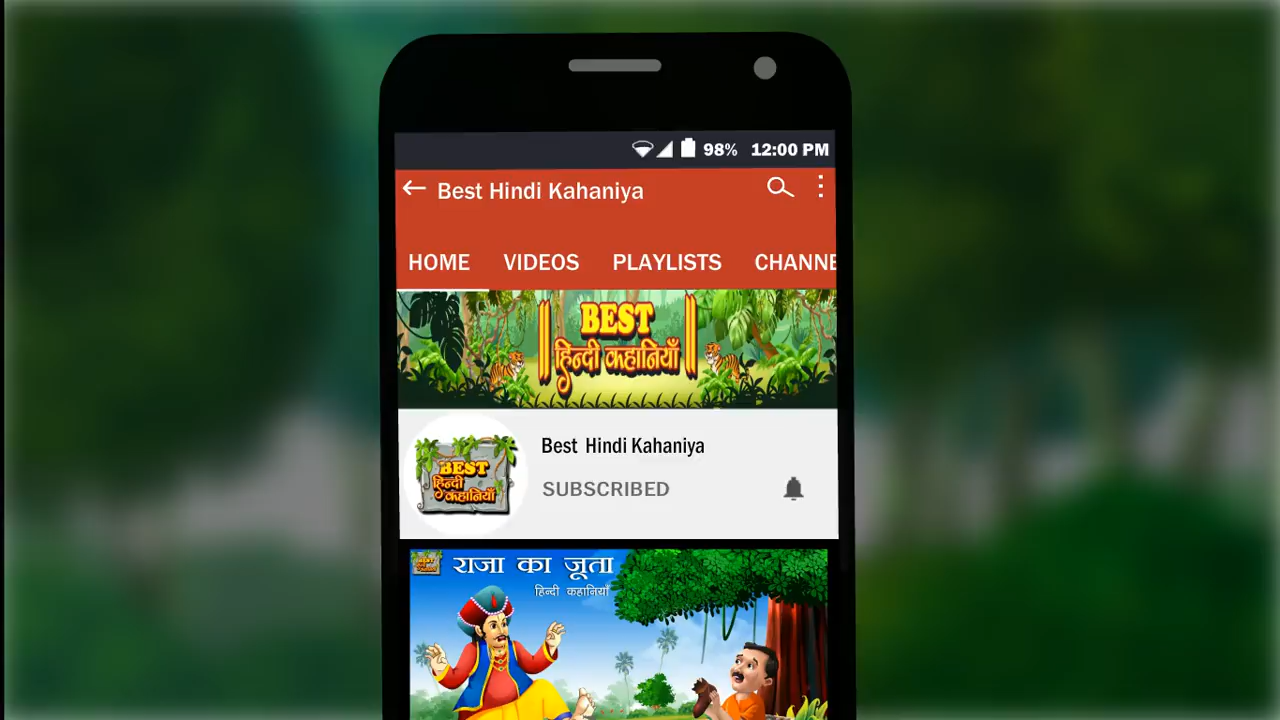 98% 12:00 PM
Best Hindi Kahaniya
HOME VIDEOS PLAYLISTS CHANNE
BEST
हिन्दी कहानियाँ
Best Hindi Kahaniya
BEST
हिन्दी
कहानियाँ
SUBSCRIBED
राजा का जूता
हिन्दी कहानियाँ